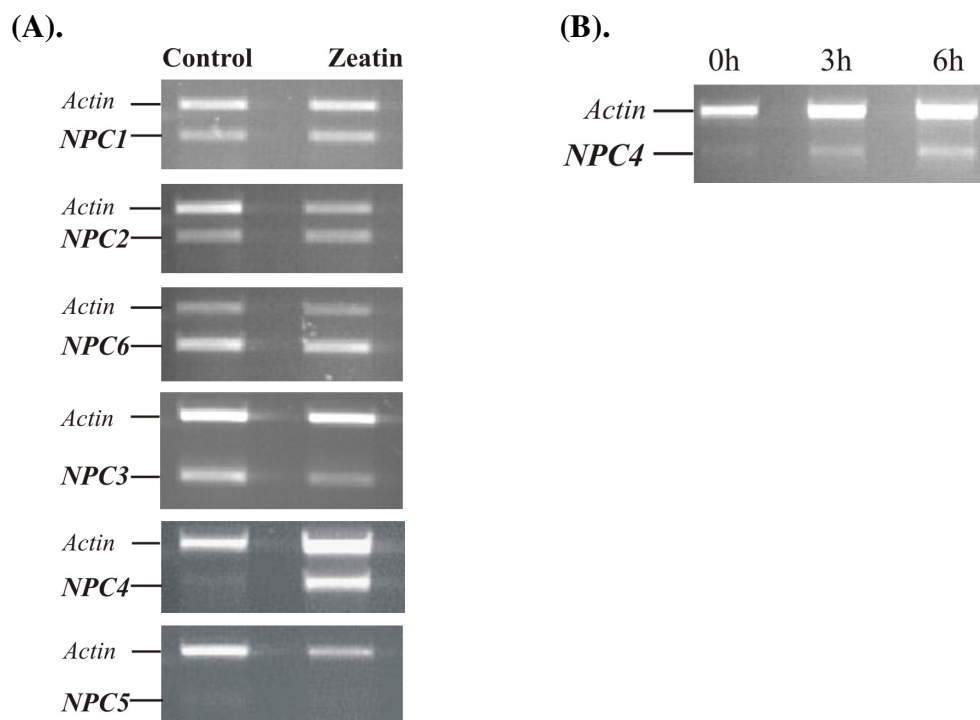 (A).
Control Zeatin
Actin
NPC1
Actin
NPC2
Actin
NPC6
Actin
NPC3
Actin
NPC4
Actin
NPC5
(B).
0h 3h 6h
Actin
NPC4